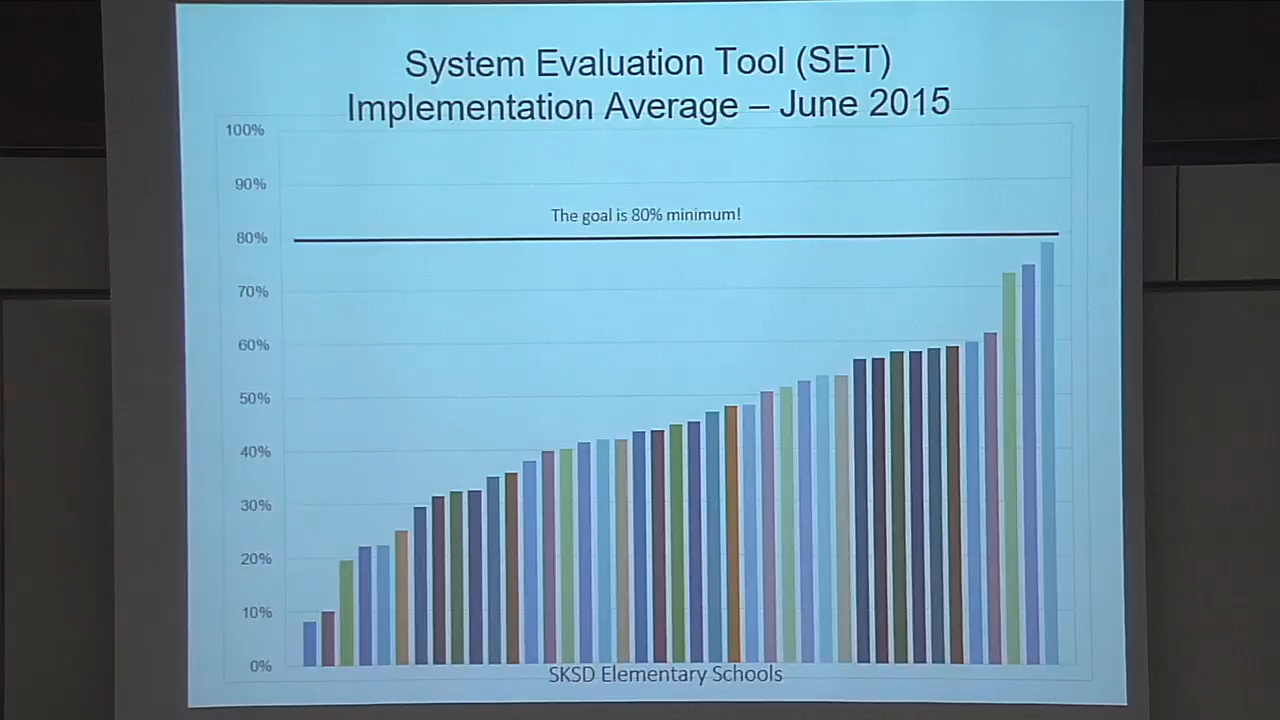 System Evaluation Tool (SET)
Implementation Average – June 2015
100%
90%
The goal is 80% minimum!
80%
70%
60%
50%
40%
30%
20%
10%
0%
SKSD Elementary Schools